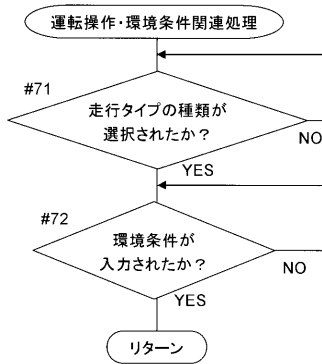 運転操作・環境条件関連処理
#71
走行タイプの種類が
選択されたか？
NO
YES
#72
環境条件が
入力されたか？
NO
YES
リターン